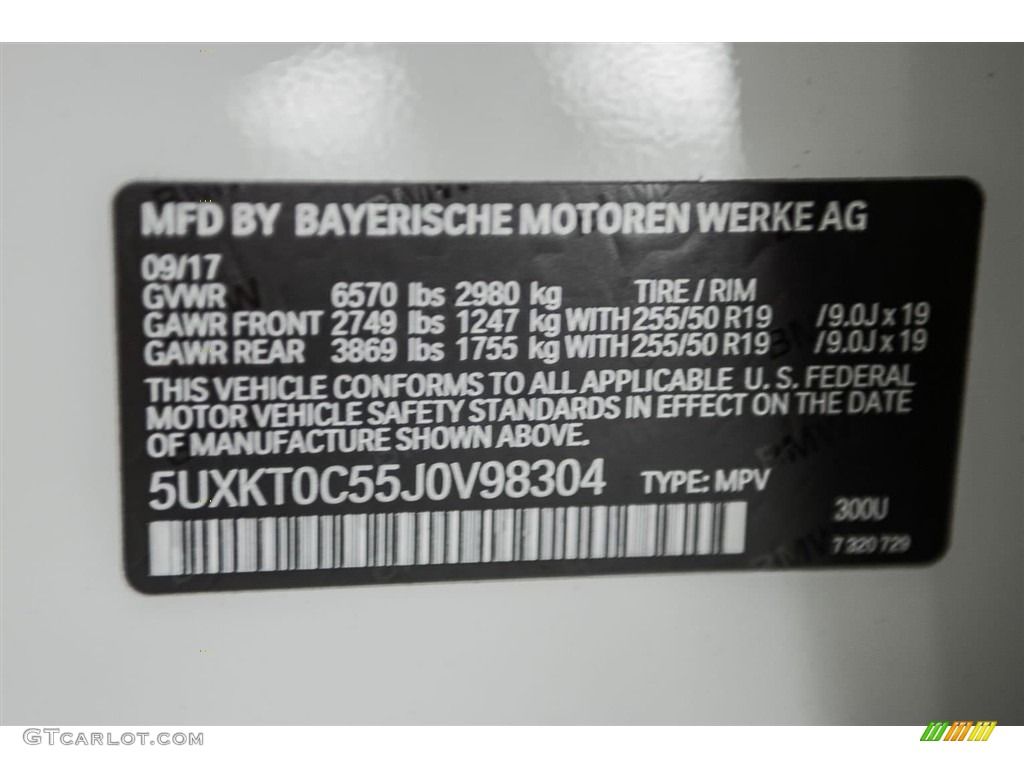 MFD BY BAYERISCHE MOTOREN WERKE AG
09/17
GVWR 6570 lbs 2980 kg TIRE / RIM
GAWR FRONT 2749 lbs 1247 kg WITH 255/50 R19 /9.0J x 19
GAWR REAR 3869 lbs 1755 kg WITH 255/50 R19 /9.0J x 19
THIS VEHICLE CONFORMS TO ALL APPLICABLE U. S. FEDERAL
MOTOR VEHICLE SAFETY STANDARDS IN EFFECT ON THE DATE
OF MANUFACTURE SHOWN ABOVE.
5UXKT0C55J0V98304 TYPE: MPV
300U
7 320 729
GTCARLOT.COM